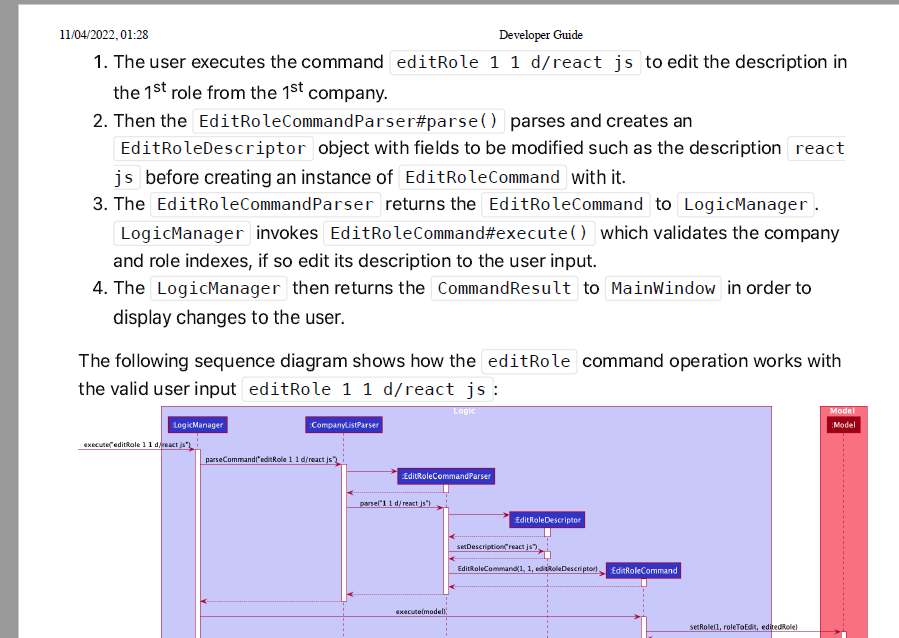 11/04/2022, 01:28 Developer Guide
1. The user executes the command editRole 1 1 d/react js to edit the description in
the 1st role from the 1st company.
2. Then the EditRoleCommandParser#parse() parses and creates an
EditRoleDescriptor object with fields to be modified such as the description react
js before creating an instance of EditRoleCommand with it.
3. The EditRoleCommandParser returns the EditRoleCommand to LogicManager.
LogicManager invokes EditRoleCommand#execute() which validates the company
and role indexes, if so edit its description to the user input.
4. The LogicManager then returns the CommandResult to MainWindow in order to
display changes to the user.
The following sequence diagram shows how the editRole command operation works with
the valid user input editRole 1 1 d/react js:
Logic Model
:LogicManager :CompanyListParser :Model
execute("editRole 1 1 d/react js")
parseCommand("editRole 1 1 d/react js")
:EditRoleCommandParser
parse("1 1 d/react js")
:EditRoleDescriptor
setDescription("react js")
EditRoleCommand(1, 1, editRoleDescriptor) :EditRoleCommand
execute(model)
setRole(1, roleToEdit, editedRole)